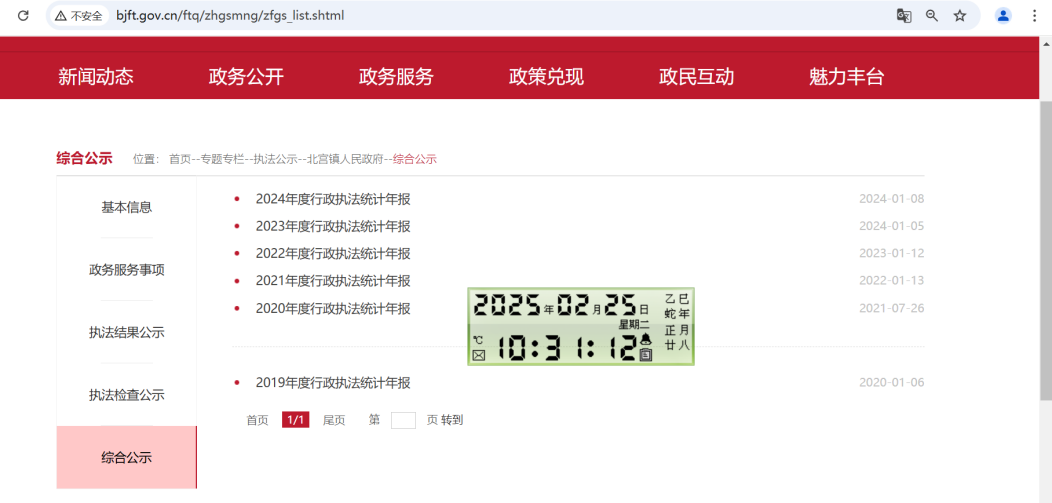 不安全 bjft.gov.cn/ftq/zhgsmng/zfgs_list.shtml
新闻动态 政务公开 政务服务 政策兑现 政民互动 魅力丰台
综合公示 位置： 首页--专题专栏--执法公示--北宫镇人民政府--综合公示
基本信息
政务服务事项
执法结果公示
执法检查公示
综合公示
2024年度行政执法统计年报 2024-01-08
2023年度行政执法统计年报 2024-01-05
2022年度行政执法统计年报 2023-01-12
2021年度行政执法统计年报 2022-01-13
2020年度行政执法统计年报 2021-07-26
2025年02月25日
星期二
℃ 10:31:12
乙巳
蛇年
正月
廿八
2019年度行政执法统计年报 2020-01-06
首页 1/1 尾页 第 页 转到